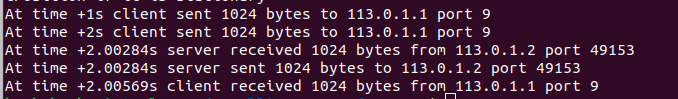 At time +1s client sent 1024 bytes to 113.0.1.1 port 9
At time +2s client sent 1024 bytes to 113.0.1.1 port 9
At time +2.00284s server received 1024 bytes from 113.0.1.2 port 49153
At time +2.00284s server sent 1024 bytes to 113.0.1.2 port 49153
At time +2.00569s client received 1024 bytes from 113.0.1.1 port 9